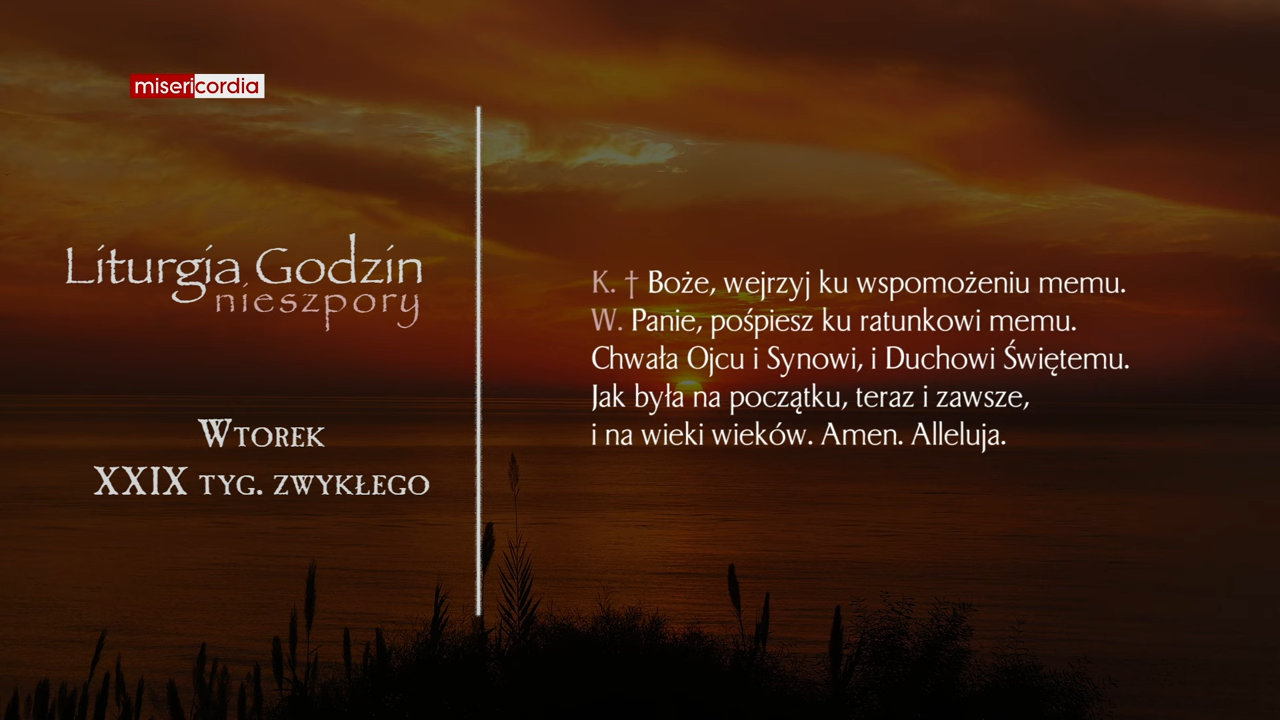 misericordia
Liturgia Godzin
nieszpory
Wtorek
XXIX tyg. zwykłego
K. † Boże, wejrzyj ku wspomożeniu memu.
W. Panie, pośpiesz ku ratunkowi memu.
Chwała Ojcu i Synowi, i Duchowi Świętemu.
Jak była na początku, teraz i zawsze,
i na wieki wieków. Amen. Alleluja.